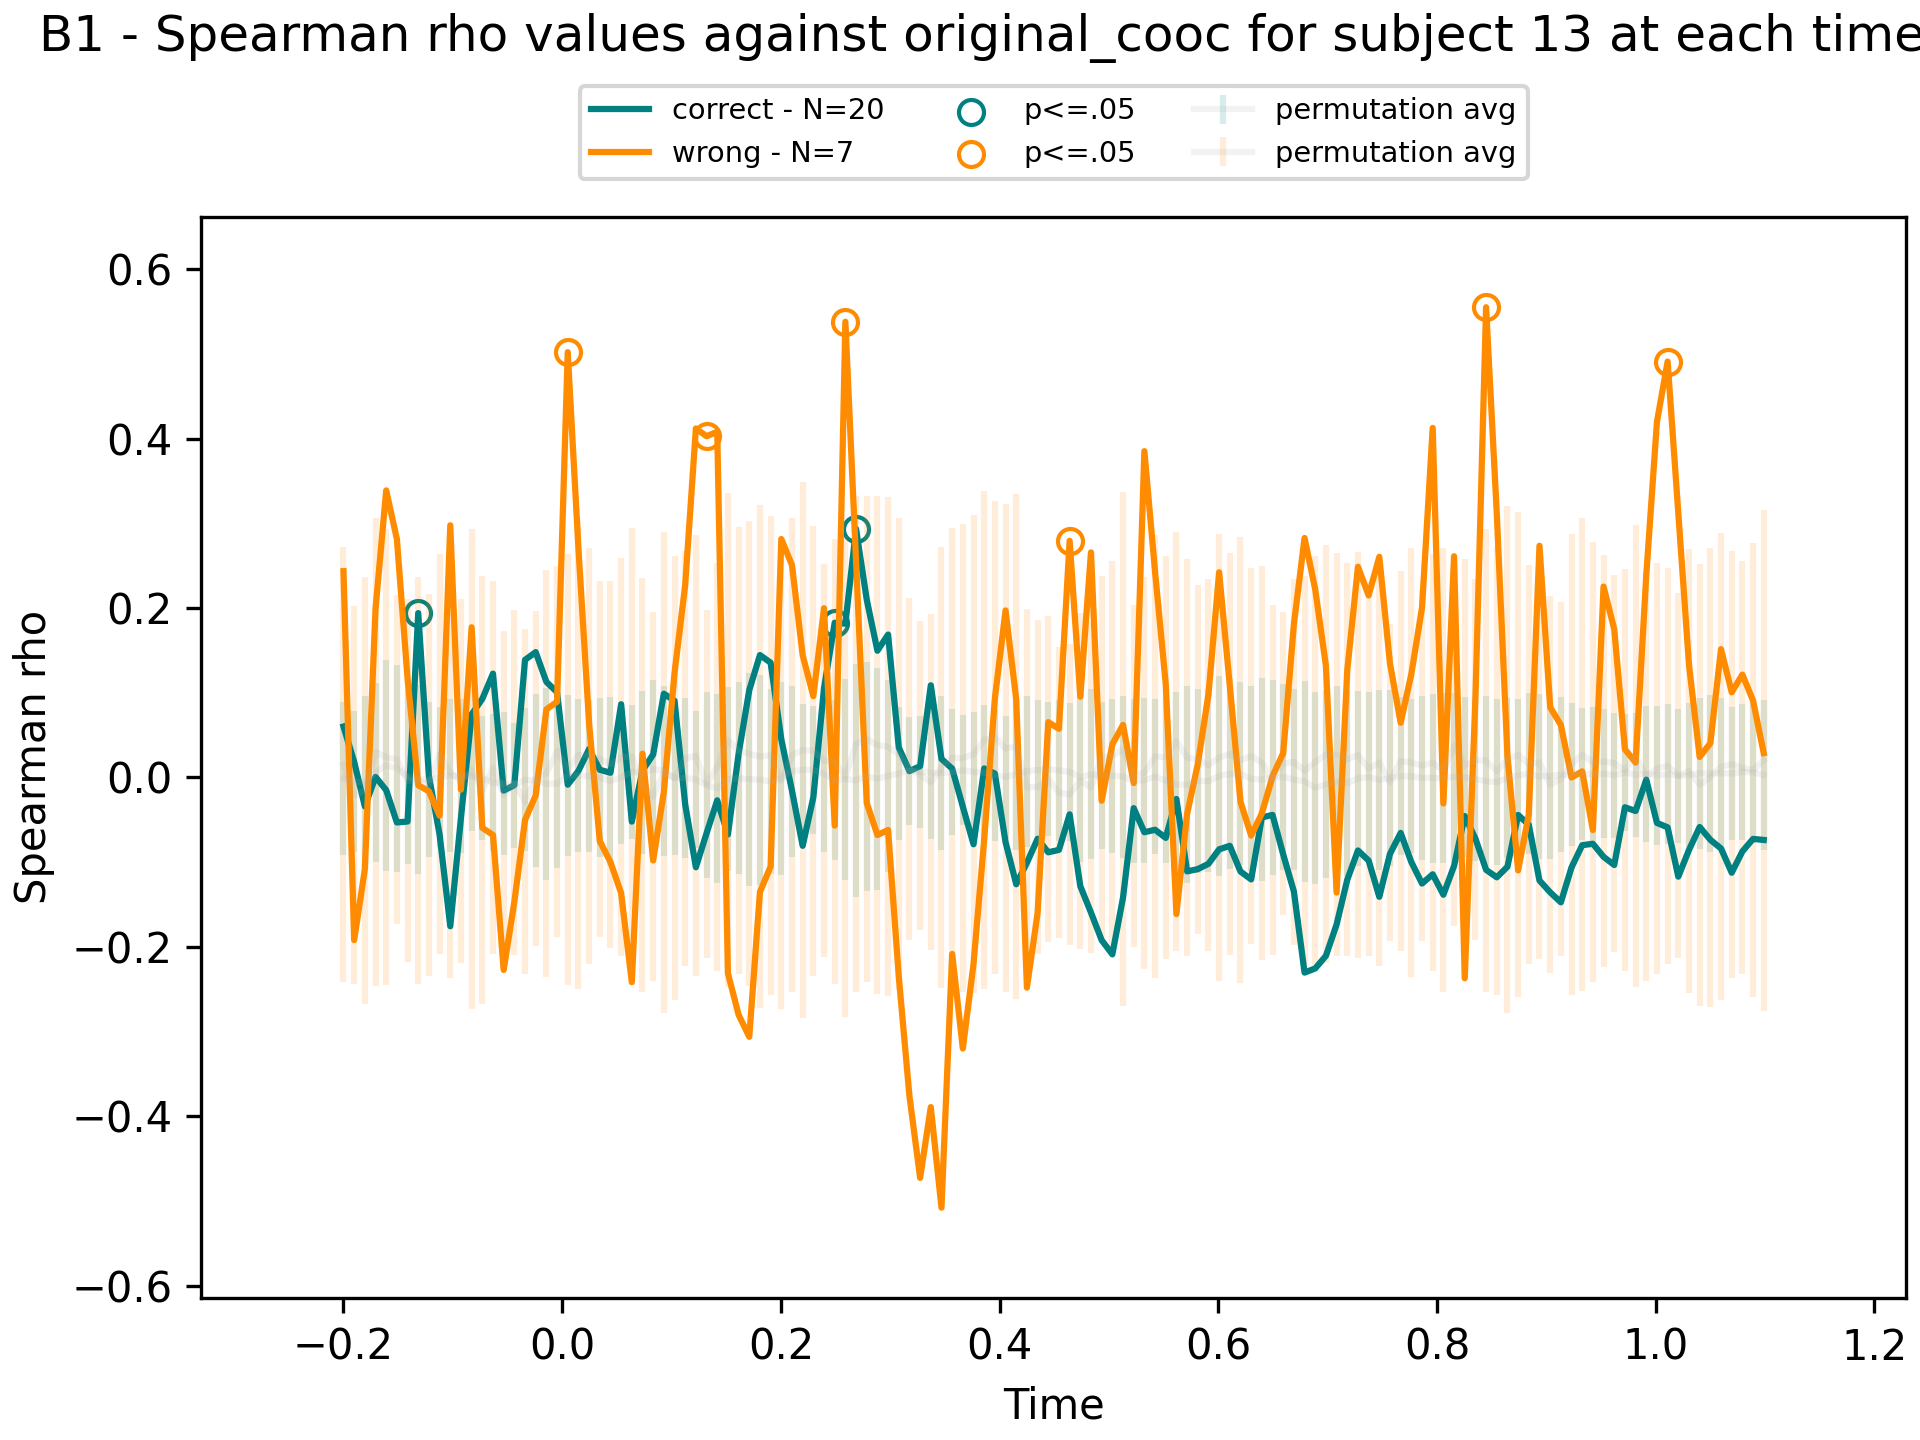 B1 - Spearman rho values against original_cooc for subject 13 at each time
correct - N=20
wrong - N=7
p<=.05
p<=.05
permutation avg
permutation avg
Spearman rho
0.6
0.4
0.2
0.0
−0.2
−0.4
−0.6
−0.2
0.0
0.2
0.4
0.6
0.8
1.0
1.2
Time